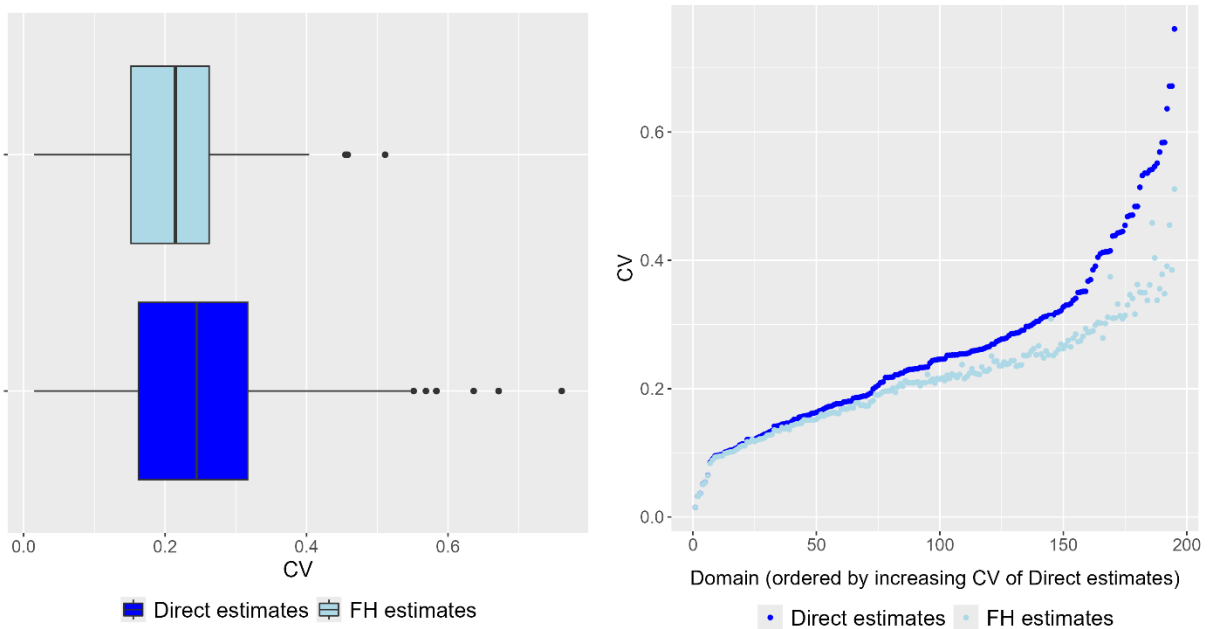 0.0 0.2 0.4 0.6
CV
Direct estimates FH estimates
CV
0.6
0.4
0.2
0.0
0 50 100 150 200
Domain (ordered by increasing CV of Direct estimates)
Direct estimates FH estimates